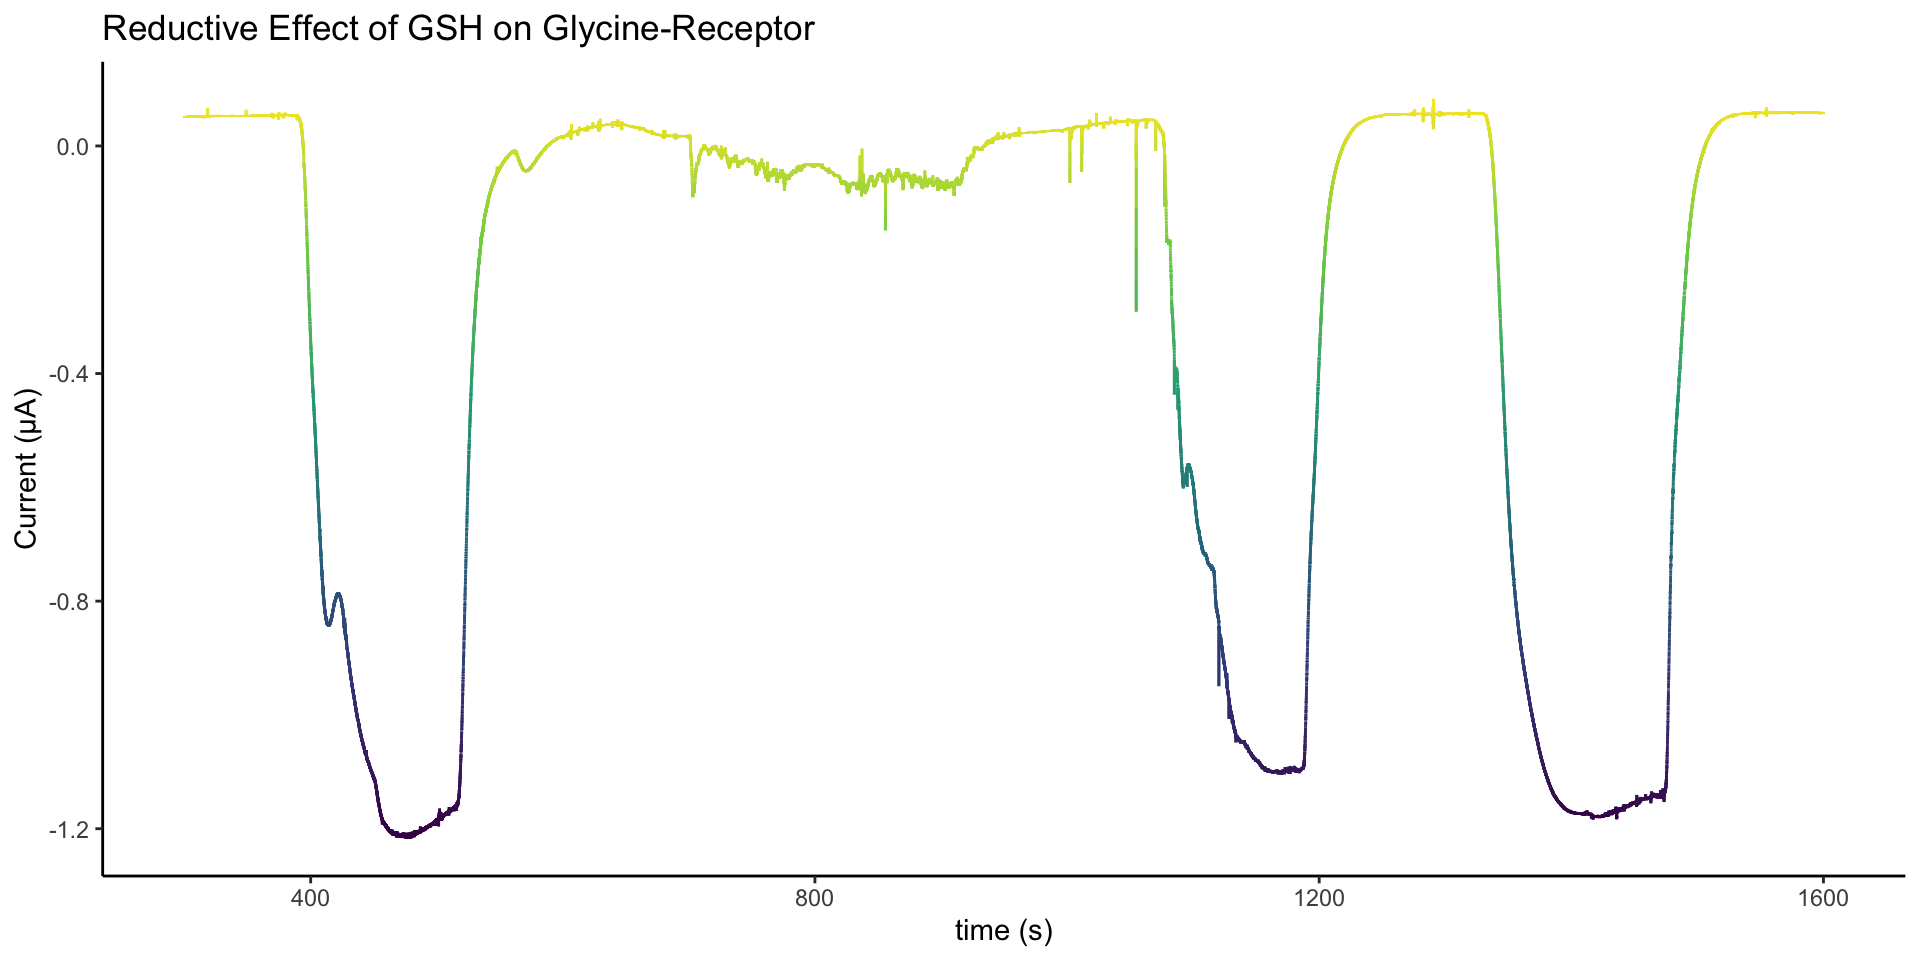 Reductive Effect of GSH on Glycine-Receptor
0.0
-0.4
-0.8
-1.2
Current (µA)
400
800
1200
1600
time (s)